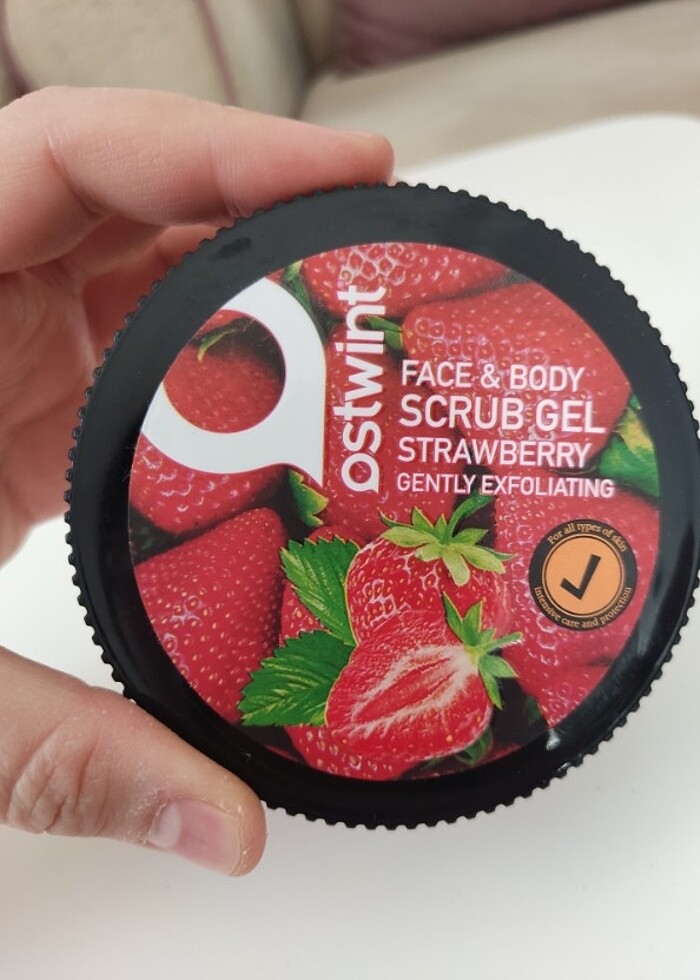 ostwint
FACE & BODY
SCRUB GEL
STRAWBERRY
GENTLY EXFOLIATING
For all types of skin
intensive care and protection